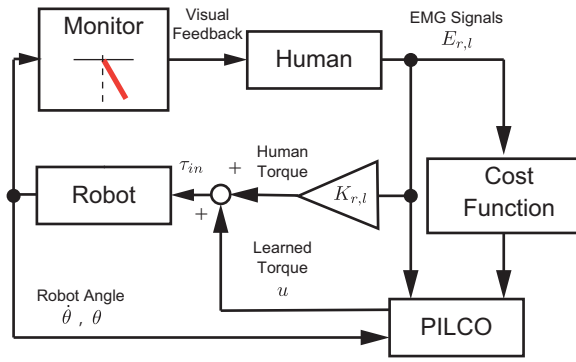 Monitor
Visual
Feedback
Human
EMG Signals
E_{r,l}
Robot
τ_{in}
+
+
Human
Torque
K_{r,l}
Cost
Function
Learned
Torque
u
Robot Angle
θ̇ , θ
PILCO